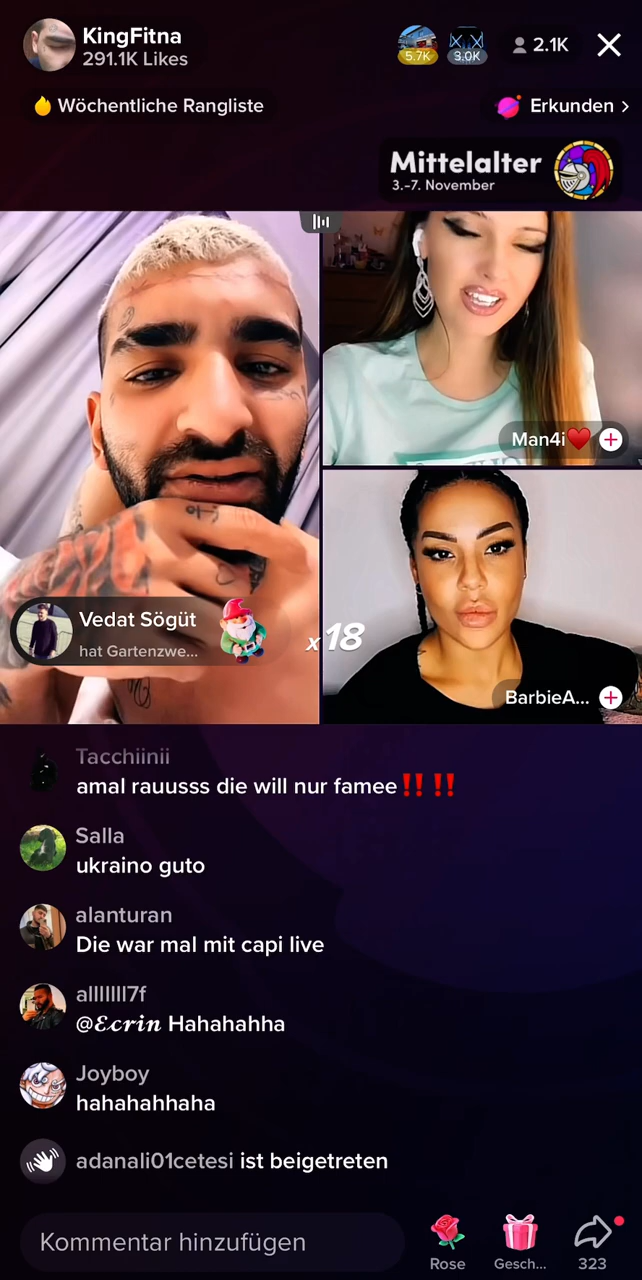 KingFitna
291.1K Likes
5.7K
3.0K
2.1K
Wöchentliche Rangliste
Erkunden >
Mittelalter
3.-7. November
Man4i❤️
Vedat Sögüt
hat Gartenzwe...
x18
BarbieA...
Tacchiinii
amal rauusss die will nur famee‼️‼️
Salla
ukraino guto
alanturan
Die war mal mit capi live
alllllll7f
@𝓔𝓬𝓻𝓲𝓷 Hahahahha
Joyboy
hahahahhaha
adanali01cetesi ist beigetreten
Kommentar hinzufügen
Rose
Gesch...
323